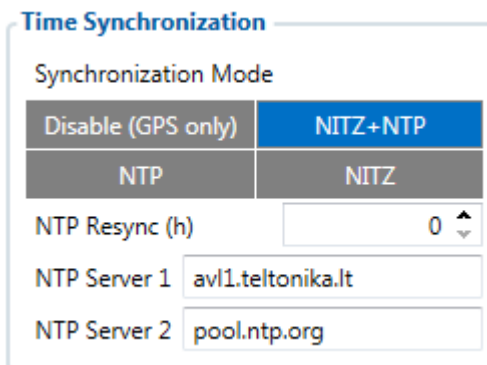 Time Synchronization
Synchronization Mode
Disable (GPS only) NITZ+NTP
NTP NITZ
NTP Resync (h) 0
NTP Server 1 avl1.teltonika.lt
NTP Server 2 pool.ntp.org